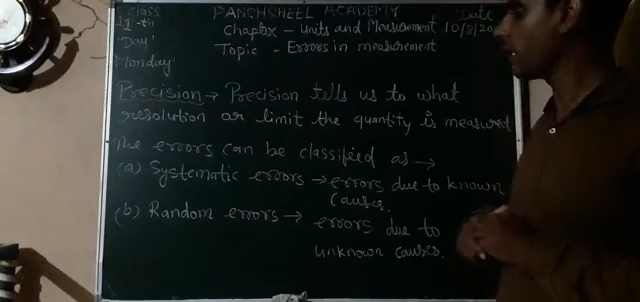 Class PANCHSHEEL ACADEMY Date
11-th Chapter - Units and Measurement 10/8/20
Day' Topic - Errors in measurement
Monday'
Precision → Precision tells us to what
resolution or limit the quantity is measured
The errors can be classified as →
(a) Systematic errors → errors due to known
causes.
(b) Random errors → errors due to
unknown causes.